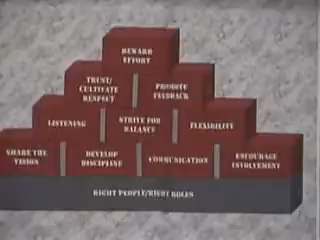 REWARD
EFFORT
TRUST/
CULTIVATE
RESPECT
PROMOTE
FEEDBACK
LISTENING
STRIVE FOR
BALANCE
FLEXIBILITY
SHARE THE
VISION
DEVELOP
DISCIPLINE
COMMUNICATION
ENCOURAGE
INVOLVEMENT
RIGHT PEOPLE/RIGHT ROLES